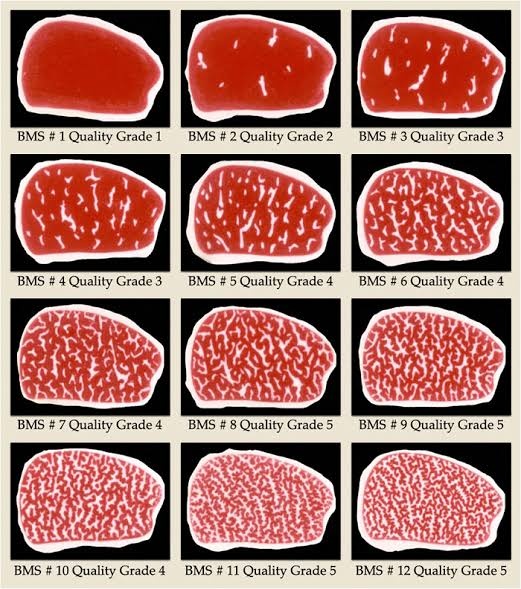 BMS # 1 Quality Grade 1
BMS # 2 Quality Grade 2
BMS # 3 Quality Grade 3
BMS # 4 Quality Grade 3
BMS # 5 Quality Grade 4
BMS # 6 Quality Grade 4
BMS # 7 Quality Grade 4
BMS # 8 Quality Grade 5
BMS # 9 Quality Grade 5
BMS # 10 Quality Grade 4
BMS # 11 Quality Grade 5
BMS # 12 Quality Grade 5